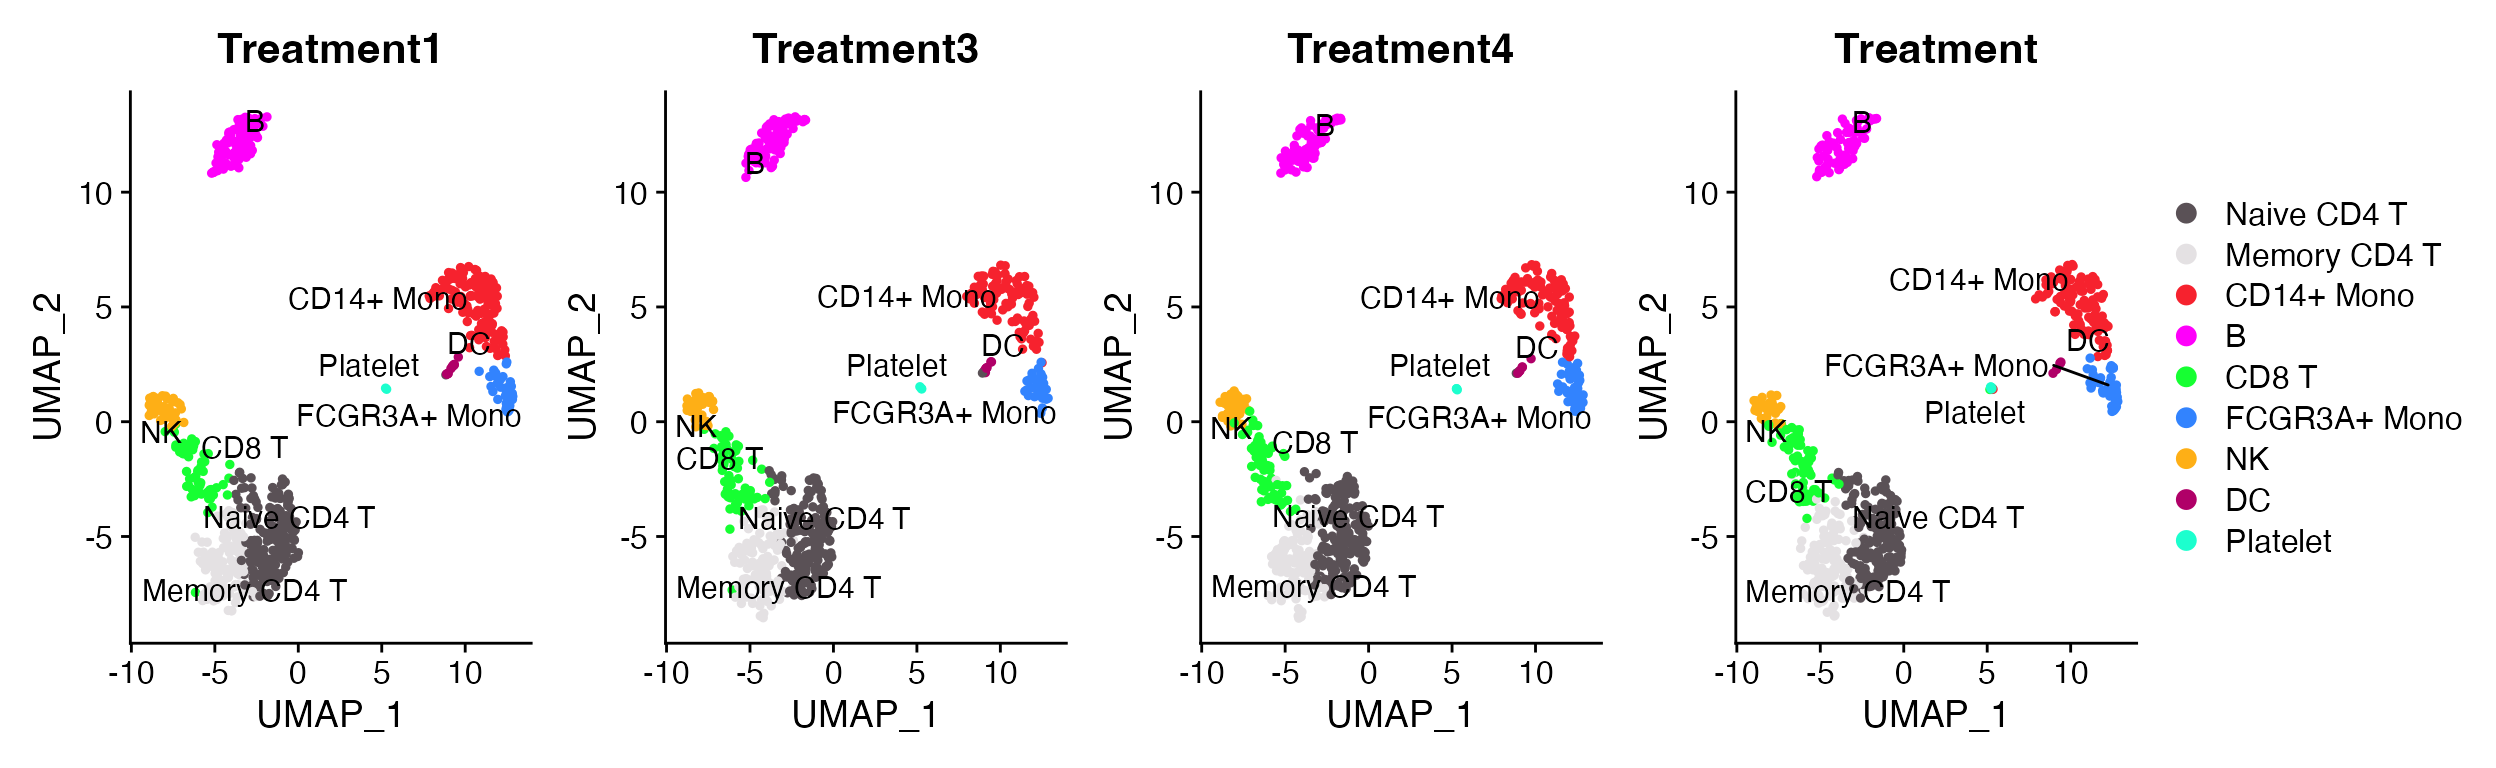 Treatment1
B
10
CD14+ Mono
5
DC
Platelet
FCGR3A+ Mono
0
NK
CD8 T
Naive CD4 T
-5
Memory CD4 T
-10 -5 0 5 10
UMAP_1
UMAP_2
Treatment3
B
10
CD14+ Mono
5
DC
Platelet
FCGR3A+ Mono
0
NK
CD8 T
Naive CD4 T
-5
Memory CD4 T
-10 -5 0 5 10
UMAP_1
UMAP_2
Treatment4
B
10
CD14+ Mono
5
DC
Platelet
FCGR3A+ Mono
0
NK
CD8 T
Naive CD4 T
-5
Memory CD4 T
-10 -5 0 5 10
UMAP_1
UMAP_2
Treatment
B
10
CD14+ Mono
5
DC
FCGR3A+ Mono
Platelet
0
NK
CD8 T
Naive CD4 T
-5
Memory CD4 T
-10 -5 0 5 10
UMAP_1
UMAP_2
Naive CD4 T
Memory CD4 T
CD14+ Mono
B
CD8 T
FCGR3A+ Mono
NK
DC
Platelet